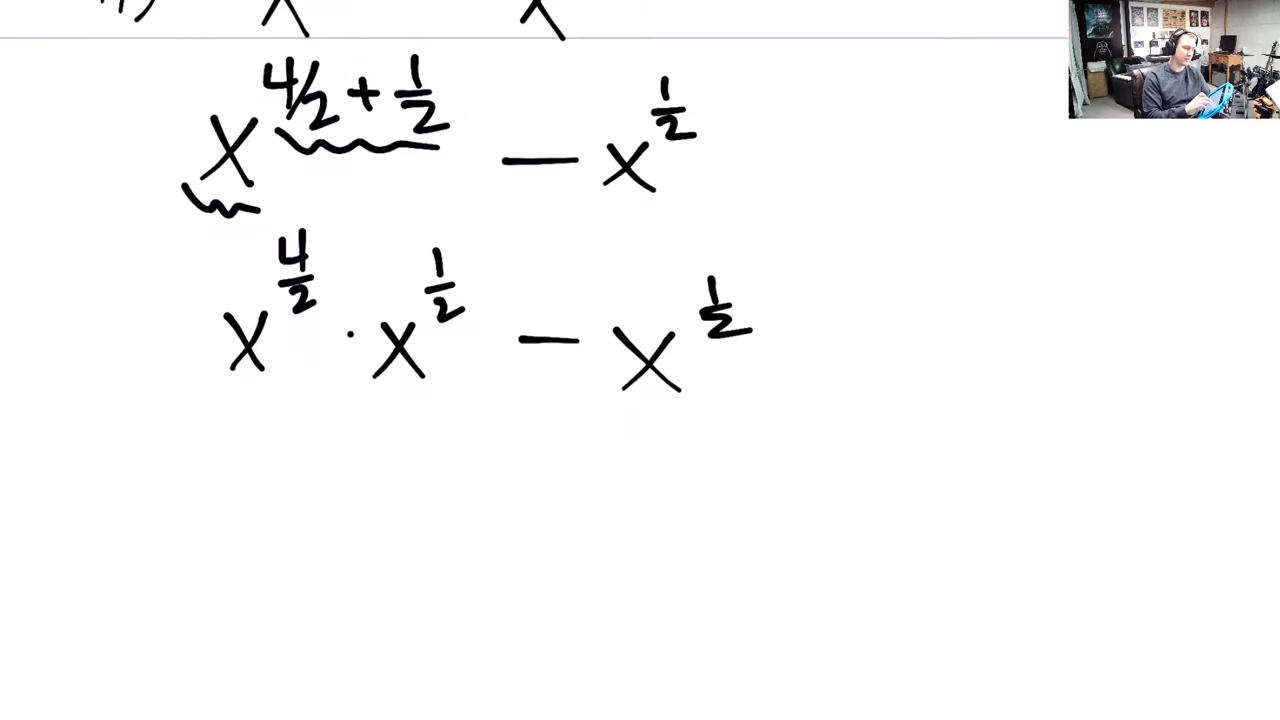 x^{4/2 + 1/2} - x^{1/2}
x^{4/2} · x^{1/2} - x^{1/2}